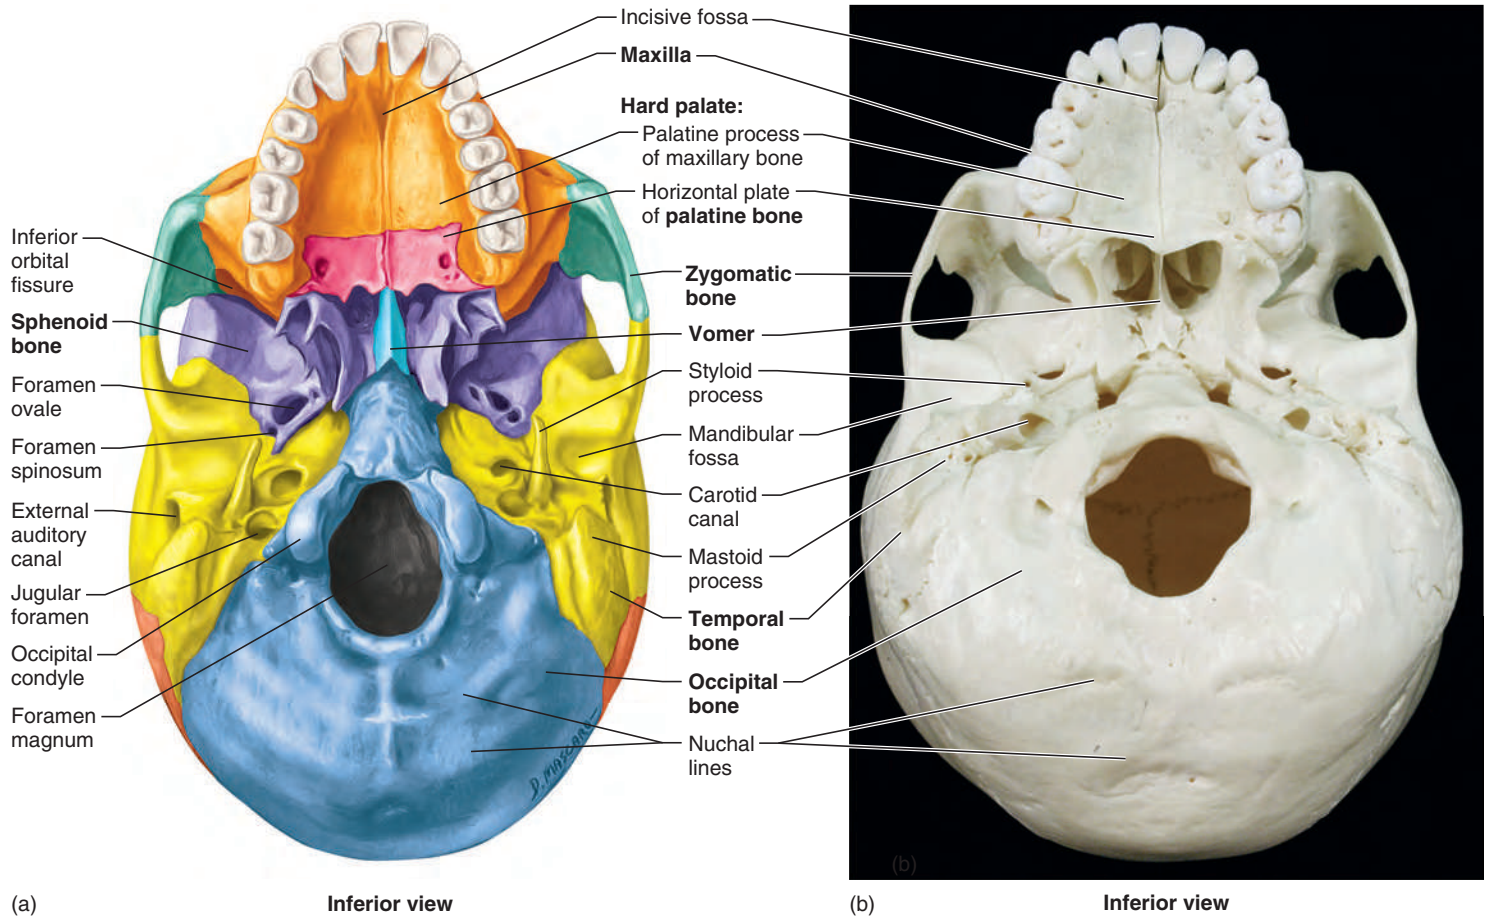 Incisive fossa
Maxilla
Hard palate:
Palatine process
of maxillary bone
Horizontal plate
of palatine bone
Zygomatic
bone
Vomer
Styloid
process
Mandibular
fossa
Carotid
canal
Mastoid
process
Temporal
bone
Occipital
bone
Nuchal
lines
Inferior
orbital
fissure
Sphenoid
bone
Foramen
ovale
Foramen
spinosum
External
auditory
canal
Jugular
foramen
Occipital
condyle
Foramen
magnum
D. MASCARO
(b)
(a)
Inferior view
(b)
Inferior view